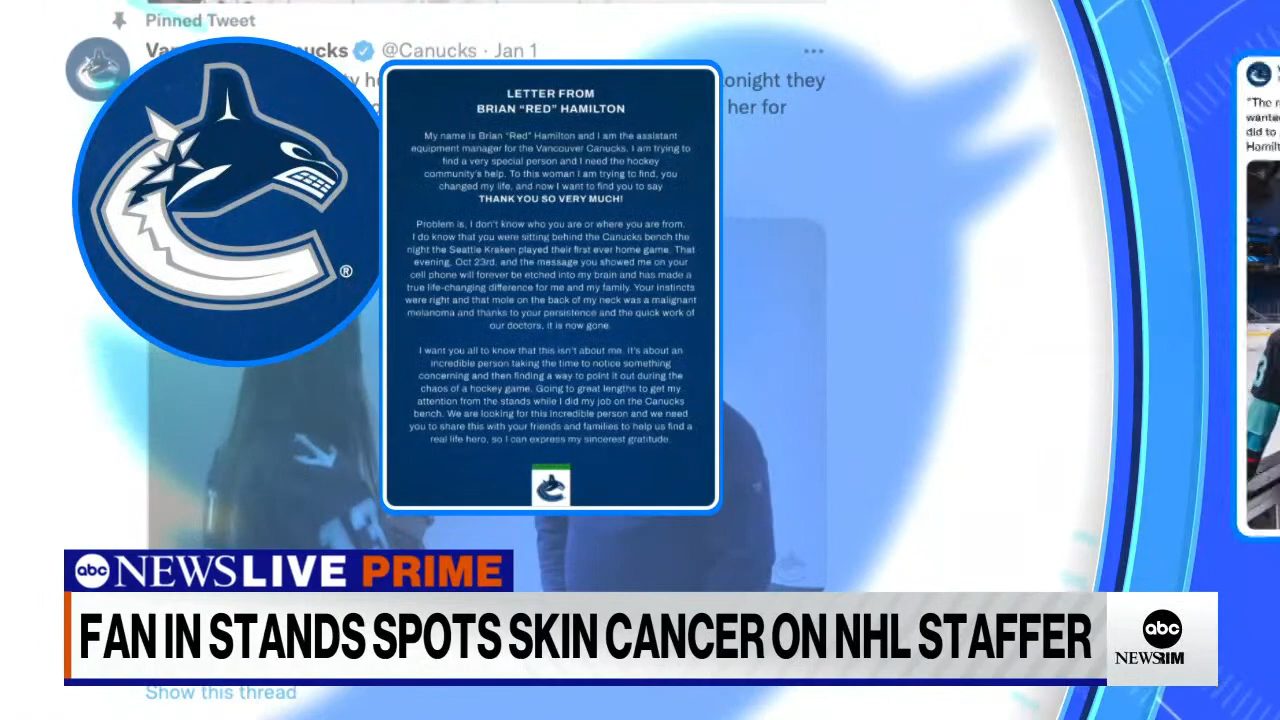 Pinned Tweet
Canucks @Canucks · Jan 1
tonight they
her for
LETTER FROM
BRIAN “RED” HAMILTON
My name is Brian “Red” Hamilton and I am the assistant
equipment manager for the Vancouver Canucks. I am trying to
find a very special person and I need the hockey
community's help. To this woman I am trying to find, you
changed my life, and now I want to find you to say
THANK YOU SO VERY MUCH!
Problem is, I don't know who you are or where you are from.
I do know that you were sitting behind the Canucks bench the
night the Seattle Kraken played their first ever home game. That
evening, Oct 23rd, and the message you showed me on your
cell phone will forever be etched into my brain and has made a
true life-changing difference for me and my family. Your instincts
were right and that mole on the back of my neck was a malignant
melanoma and thanks to your persistence and the quick work of
our doctors, it is now gone.
I want you all to know that this isn't about me. It's about an
incredible person taking the time to notice something
concerning and then finding a way to point it out during the
chaos of a hockey game. Going to great lengths to get my
attention from the stands while I did my job on the Canucks
bench. We are looking for this incredible person and we need
you to share this with your friends and families to help us find a
real life hero, so I can express my sincerest gratitude.
®
"The
wante
did to
Hamilt
3
abc NEWS LIVE PRIME
FAN IN STANDS SPOTS SKIN CANCER ON NHL STAFFER
abc
NEWS
Show this thread